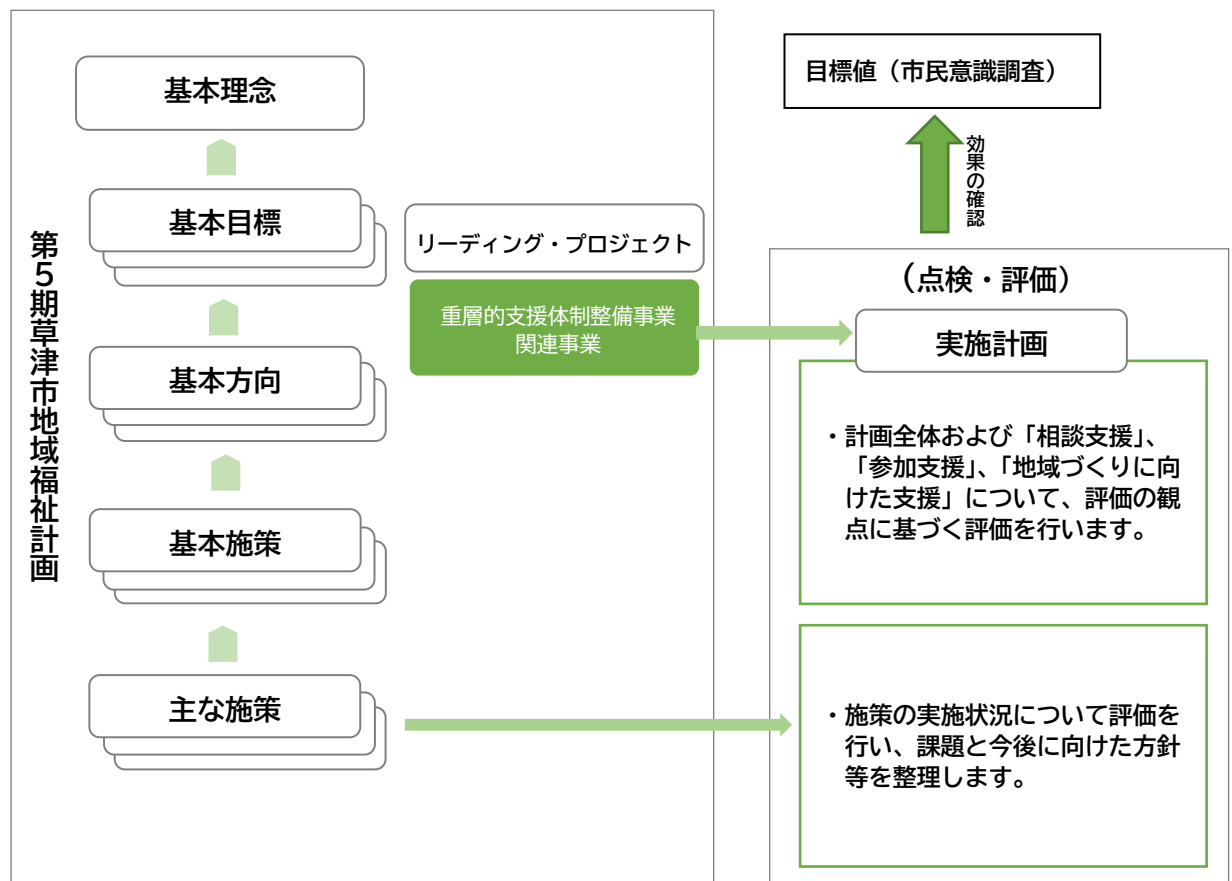 第5期草津市地域福祉計画
基本理念
基本目標
基本方向
基本施策
主な施策
リーディング・プロジェクト
重層的支援体制整備事業
関連事業
目標値（市民意識調査）
効果の確認
（点検・評価）
実施計画
・計画全体および「相談支援」、
「参加支援」、「地域づくりに向
けた支援」について、評価の観
点に基づく評価を行います。
・施策の実施状況について評価を
行い、課題と今後に向けた方針
等を整理します。